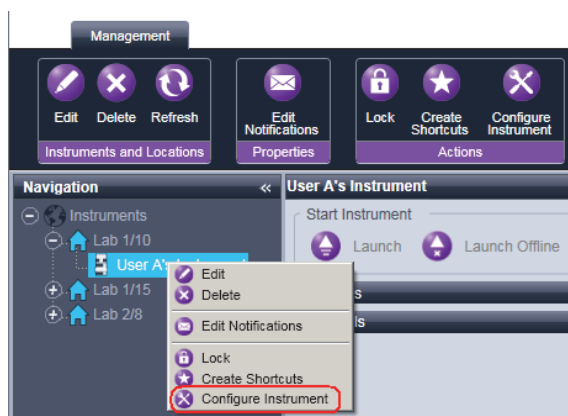 Management
Edit Delete Refresh
Edit Notifications
Lock
Create Shortcuts
Configure Instrument
Instruments and Locations
Properties
Actions
Navigation «
User A's Instrument
Instruments
Lab 1/10
User A's
Lab 1/15
Lab 2/8
Start Instrument
Launch Launch Offline
Edit
Delete
Edit Notifications
Lock
Create Shortcuts
Configure Instrument